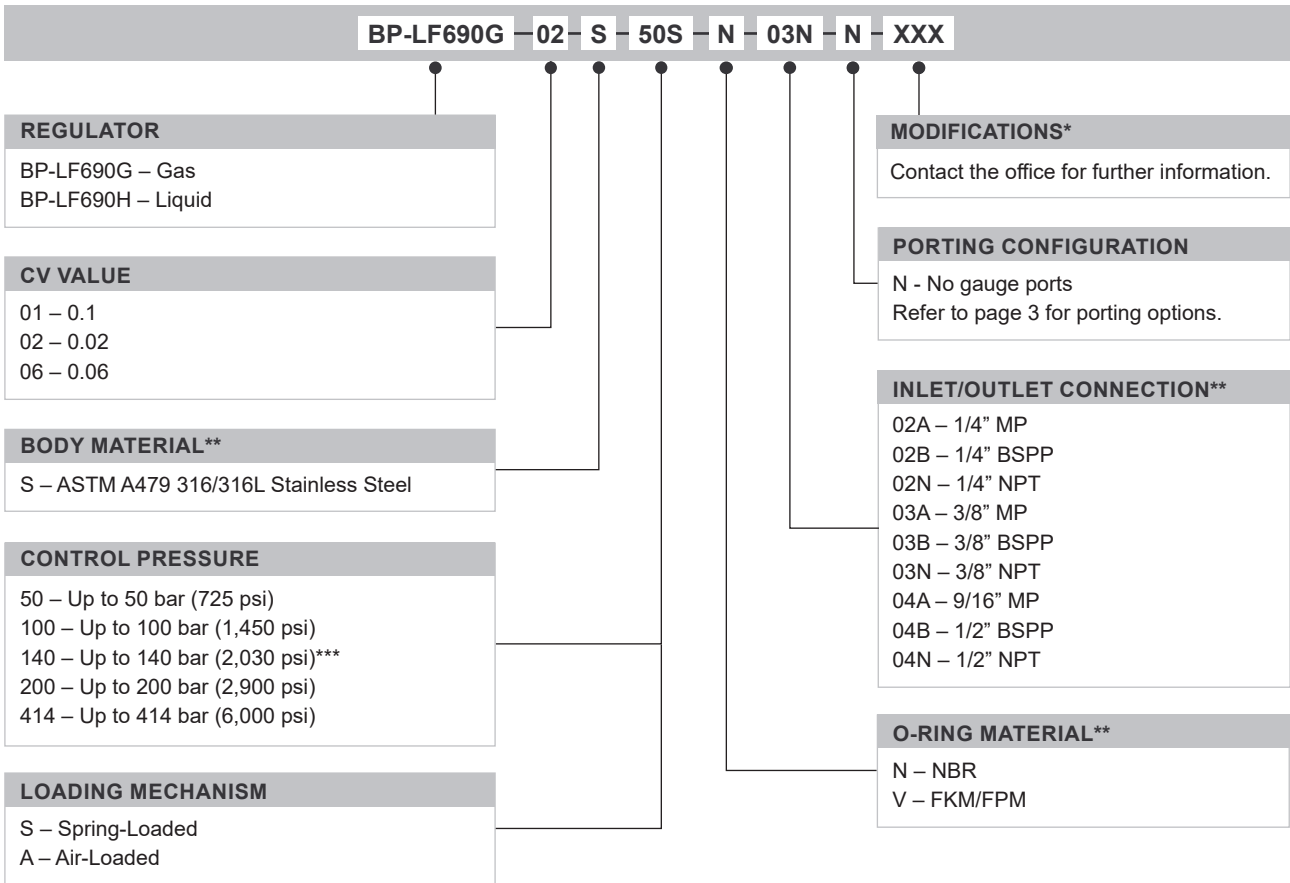 BP-LF690G – 02 – S – 50S – N – 03N – N – XXX
REGULATOR
BP-LF690G – Gas
BP-LF690H – Liquid
CV VALUE
01 – 0.1
02 – 0.02
06 – 0.06
BODY MATERIAL**
S – ASTM A479 316/316L Stainless Steel
CONTROL PRESSURE
50 – Up to 50 bar (725 psi)
100 – Up to 100 bar (1,450 psi)
140 – Up to 140 bar (2,030 psi)***
200 – Up to 200 bar (2,900 psi)
414 – Up to 414 bar (6,000 psi)
LOADING MECHANISM
S – Spring-Loaded
A – Air-Loaded
MODIFICATIONS*
Contact the office for further information.
PORTING CONFIGURATION
N - No gauge ports
Refer to page 3 for porting options.
INLET/OUTLET CONNECTION**
02A – 1/4” MP
02B – 1/4” BSPP
02N – 1/4” NPT
03A – 3/8” MP
03B – 3/8” BSPP
03N – 3/8” NPT
04A – 9/16” MP
04B – 1/2” BSPP
04N – 1/2” NPT
O-RING MATERIAL**
N – NBR
V – FKM/FPM